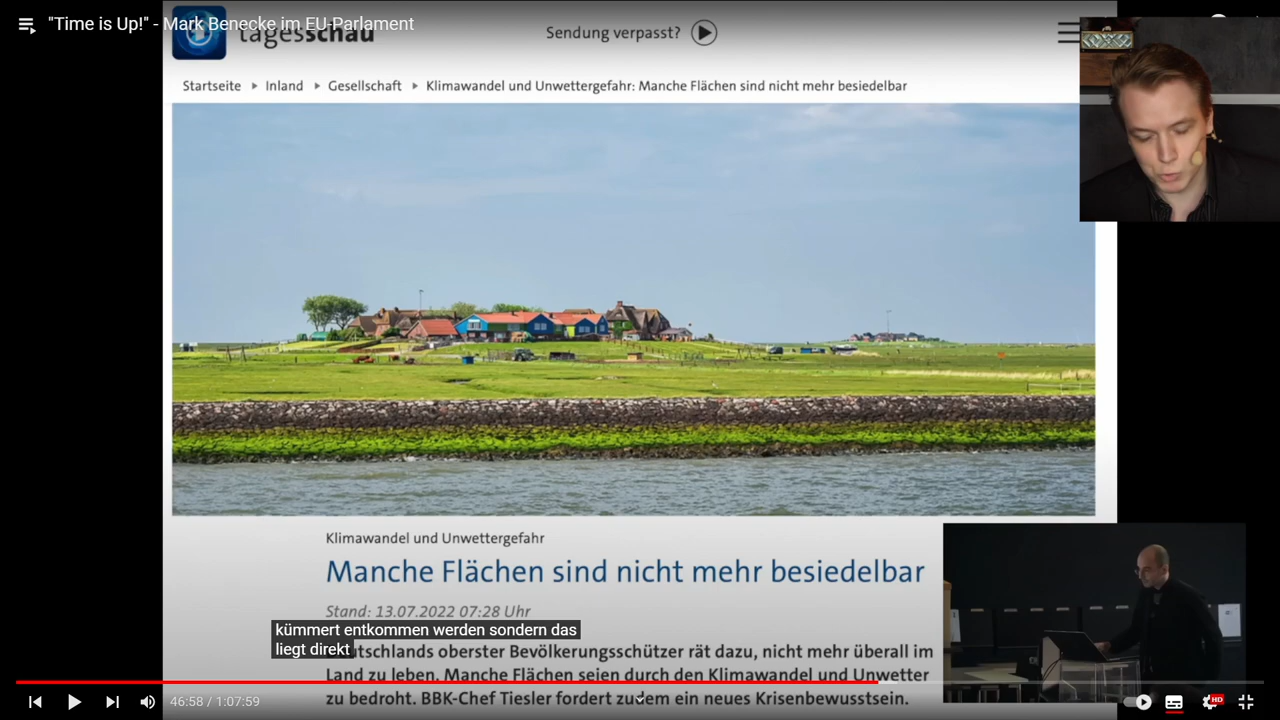 "Time is Up!" - Mark Benecke im EU-Parlament
tagesschau
Sendung verpasst?
Startseite
Inland
Gesellschaft
Klimawandel und Unwettergefahr: Manche Flächen sind nicht mehr besiedelbar
Klimawandel und Unwettergefahr
Manche Flächen sind nicht mehr besiedelbar
Stand: 13.07.2022 07:28 Uhr
kümmert entkommen werden sondern das
liegt direkt
utschlands oberster Bevölkerungsschützer rät dazu, nicht mehr überall im
Land zu leben. Manche Flächen seien durch den Klimawandel und Unwetter
zu bedroht. BBK-Chef Tiesler fordert zudem ein neues Krisenbewusstsein.
46:58 / 1:07:59
HD